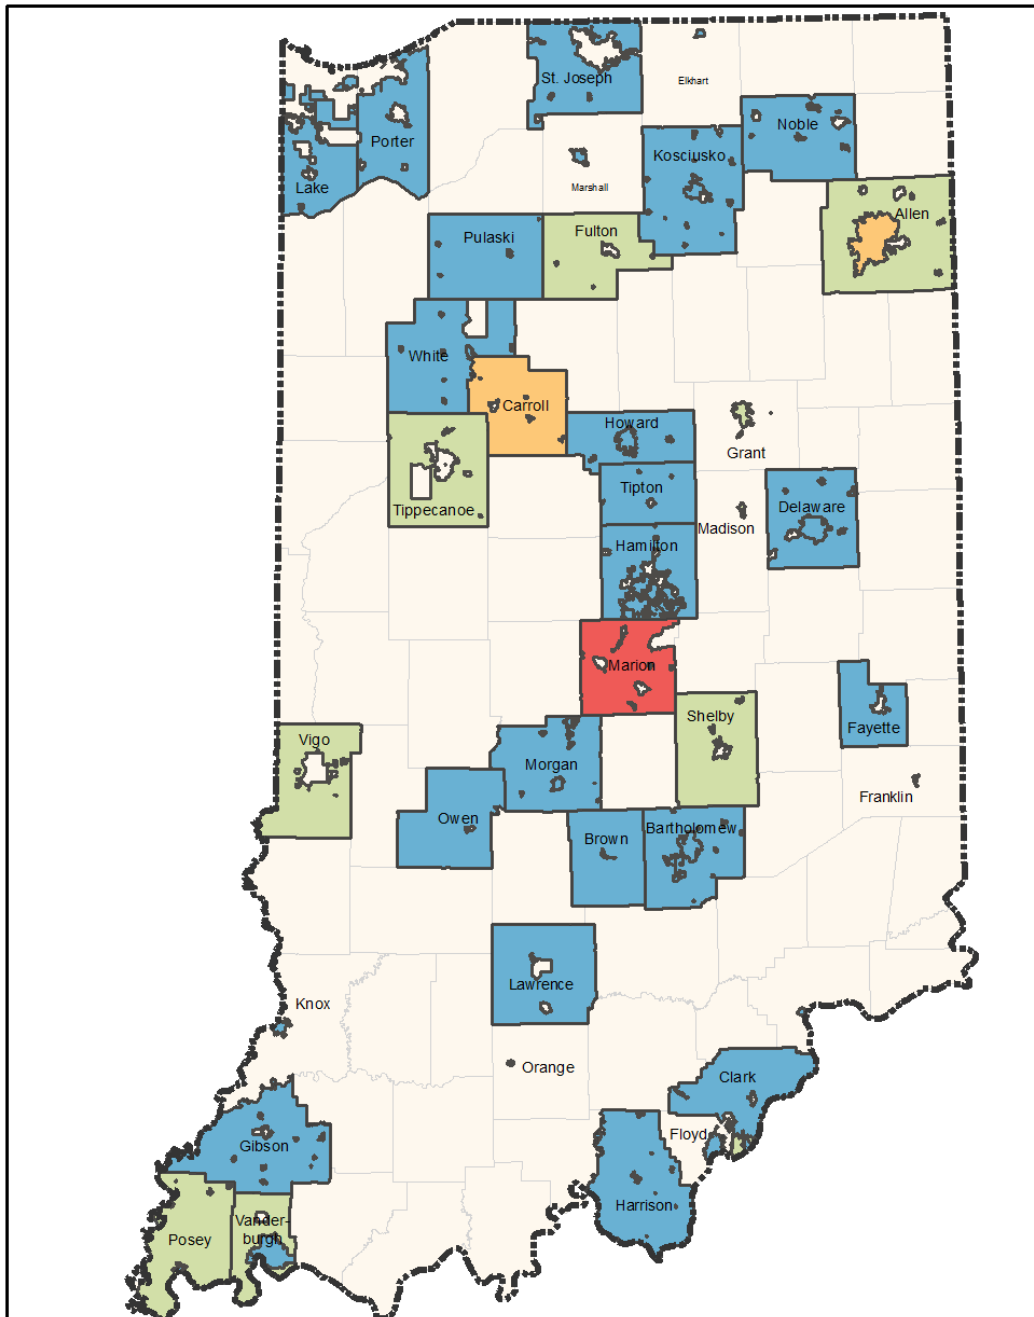 St. Joseph
Elkhart
Noble
Porter
Kosciusko
Lake
Marshall
Allen
Fulton
Pulaski
White
Carroll
Howard
Grant
Tipton
Tippecanoe
Delaware
Madison
Hamilton
Marion
Shelby
Fayette
Vigo
Morgan
Franklin
Owen
Brown
Bartholomew
Lawrence
Knox
Orange
Clark
Floyd
Gibson
Harrison
Vander-
burgh
Posey